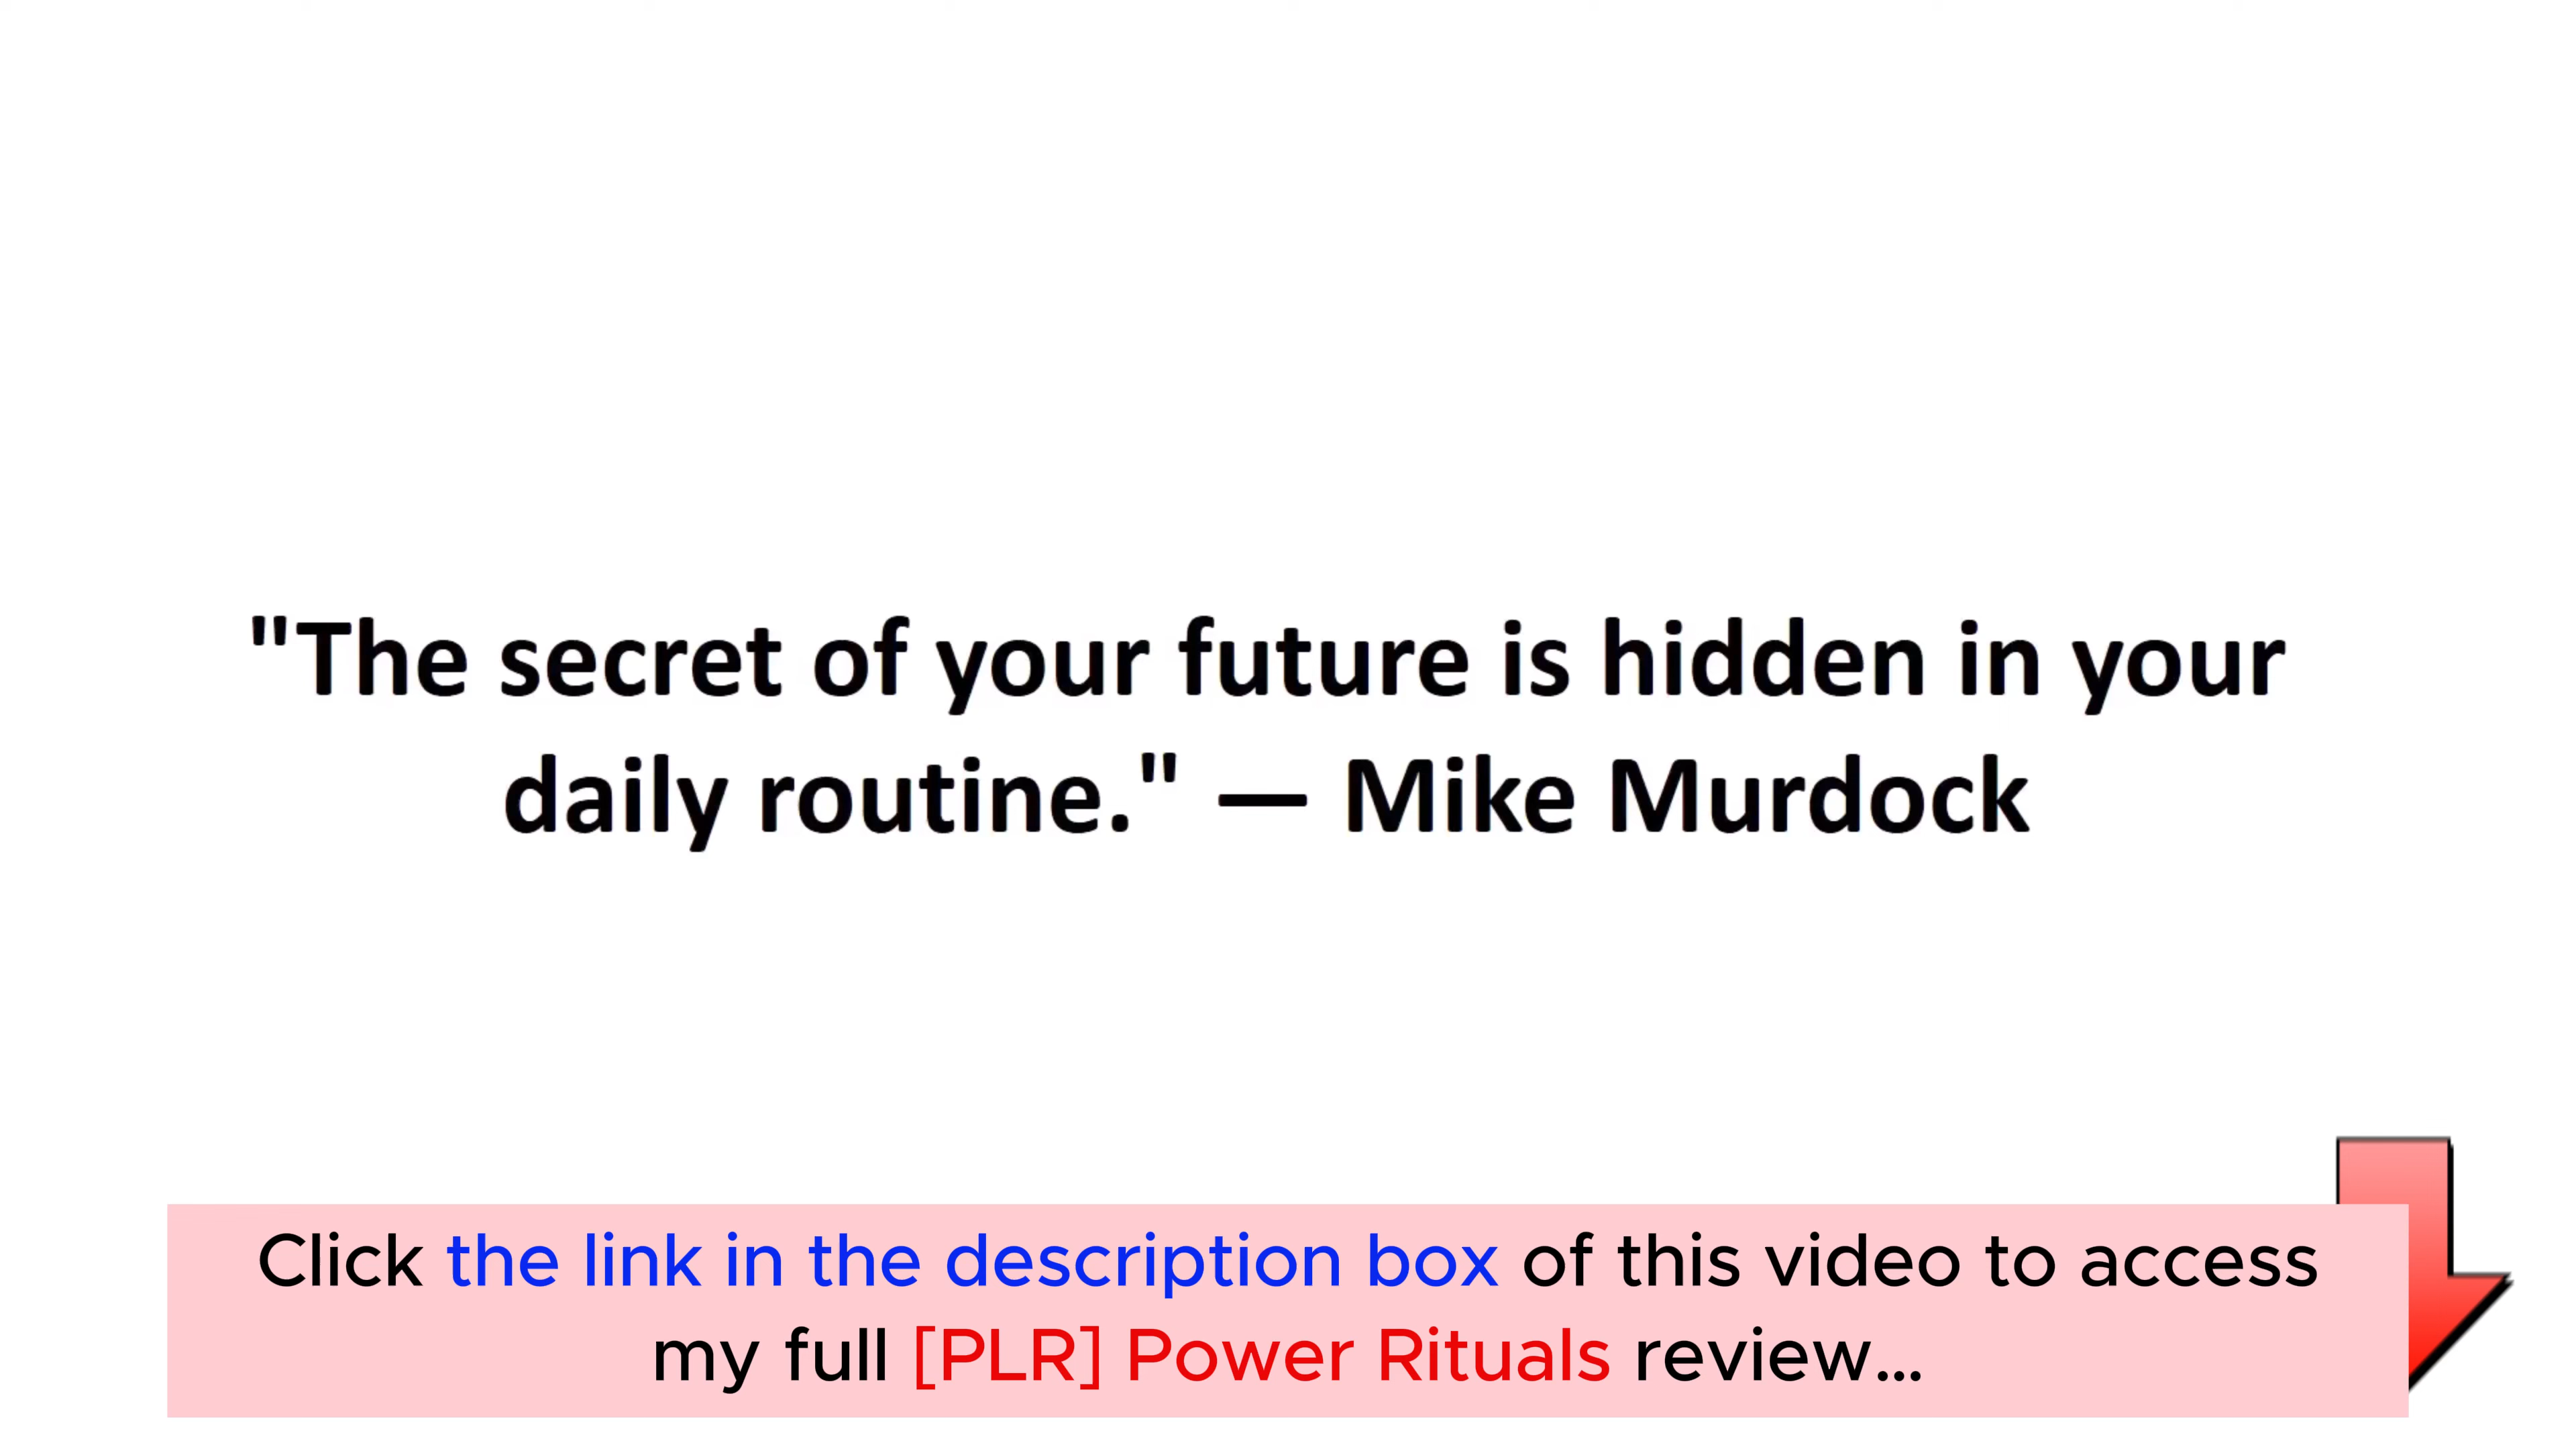 "The secret of your future is hidden in your
daily routine." — Mike Murdock
Click the link in the description box of this video to access
my full [PLR] Power Rituals review...